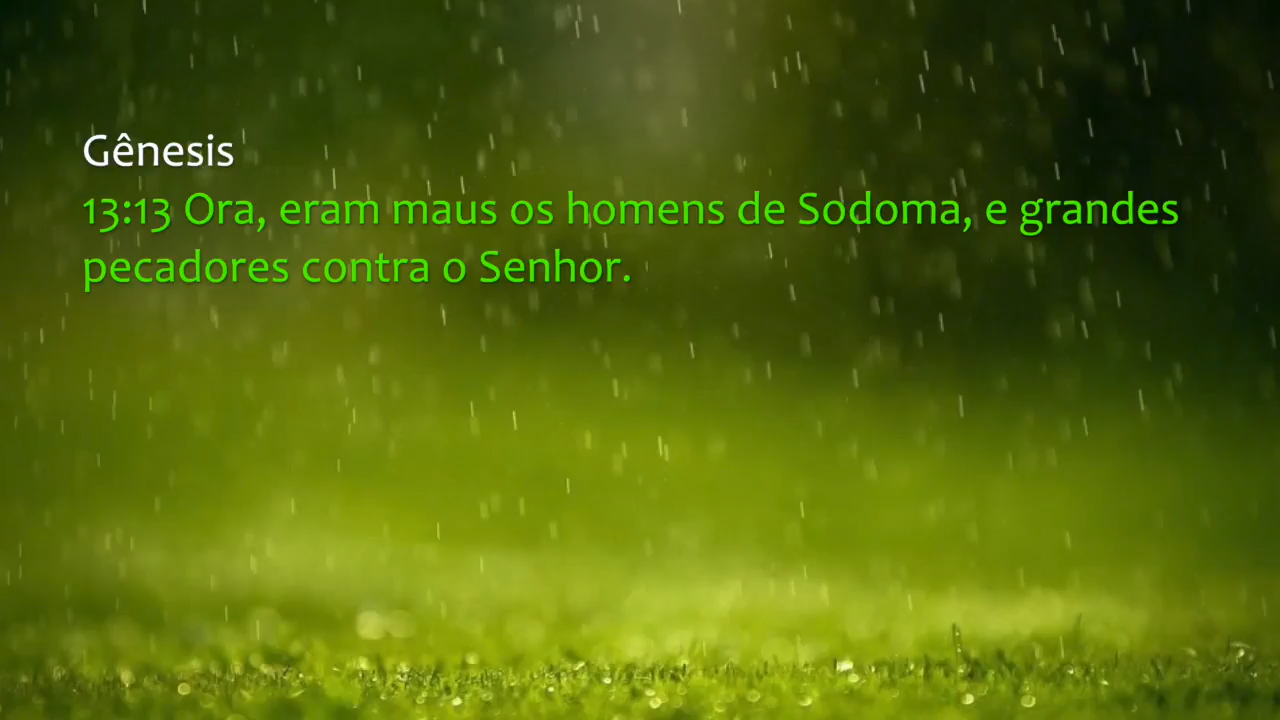 Gênesis
13:13 Ora, eram maus os homens de Sodoma, e grandes
pecadores contra o Senhor.